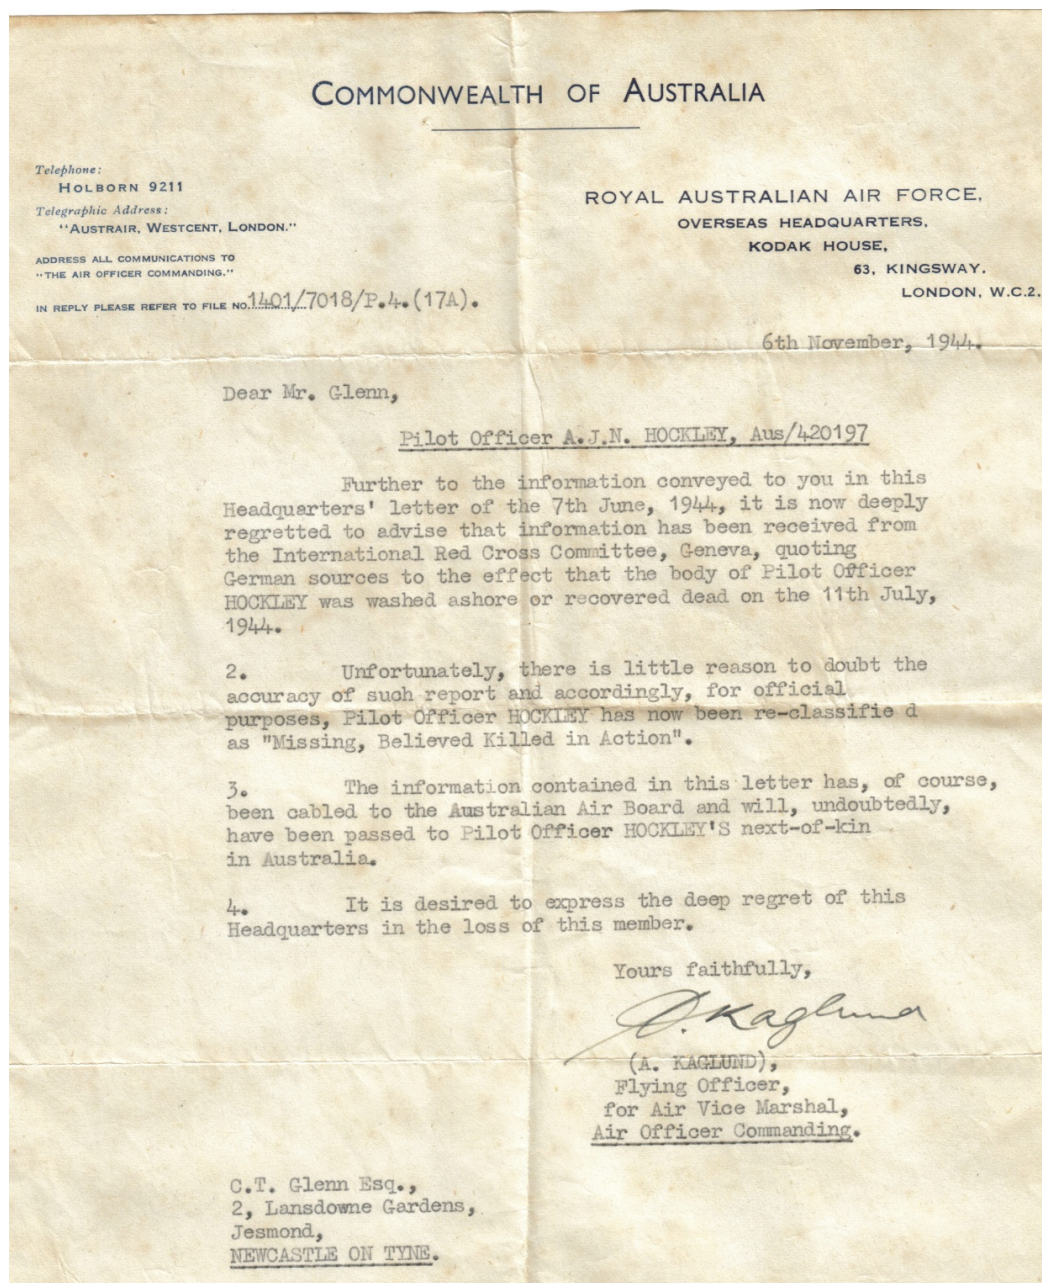 COMMONWEALTH OF AUSTRALIA
Telephone:
HOLBORN 9211
Telegraphic Address:
"AUSTRAIR, WESTCENT, LONDON."
ADDRESS ALL COMMUNICATIONS TO
"THE AIR OFFICER COMMANDING."
IN REPLY PLEASE REFER TO FILE NO. 1401/7018/P.4.(17A).
ROYAL AUSTRALIAN AIR FORCE,
OVERSEAS HEADQUARTERS,
KODAK HOUSE,
63, KINGSWAY.
LONDON, W.C.2.
6th November, 1944.
Dear Mr. Glenn,
Pilot Officer A.J.N. HOCKLEY, Aus/420197
Further to the information conveyed to you in this
Headquarters' letter of the 7th June, 1944, it is now deeply
regretted to advise that information has been received from
the International Red Cross Committee, Geneva, quoting
German sources to the effect that the body of Pilot Officer
HOCKLEY was washed ashore or recovered dead on the 11th July,
1944.
2. Unfortunately, there is little reason to doubt the
accuracy of such report and accordingly, for official
purposes, Pilot Officer HOCKLEY has now been re-classifie d
as "Missing, Believed Killed in Action".
3. The information contained in this letter has, of course,
been cabled to the Australian Air Board and will, undoubtedly,
have been passed to Pilot Officer HOCKLEY'S next-of-kin
in Australia.
4. It is desired to express the deep regret of this
Headquarters in the loss of this member.
Yours faithfully,
A. Kaglund
(A. KAGLUND),
Flying Officer,
for Air Vice Marshal,
Air Officer Commanding.
C.T. Glenn Esq.,
2, Lansdowne Gardens,
Jesmond,
NEWCASTLE ON TYNE.